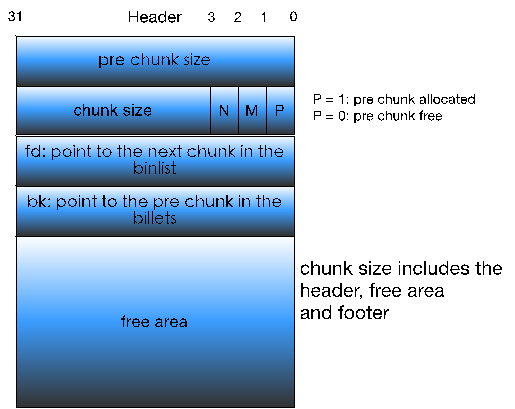 31 Header 3 2 1 0
pre chunk size
chunk size N M P
P = 1: pre chunk allocated
P = 0: pre chunk free
fd: point to the next chunk in the
binlist
bk: point to the pre chunk in the
billets
free area
chunk size includes the
header, free area
and footer